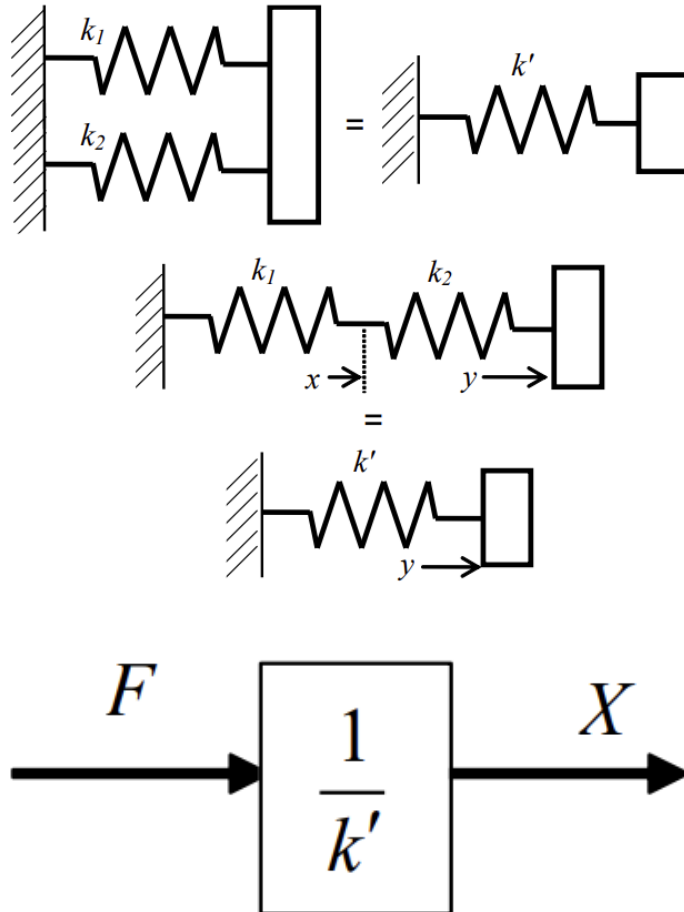 k₁
k'
k₂
=
k₁
k₂
x
y
=
k'
y
F
1
k'
X